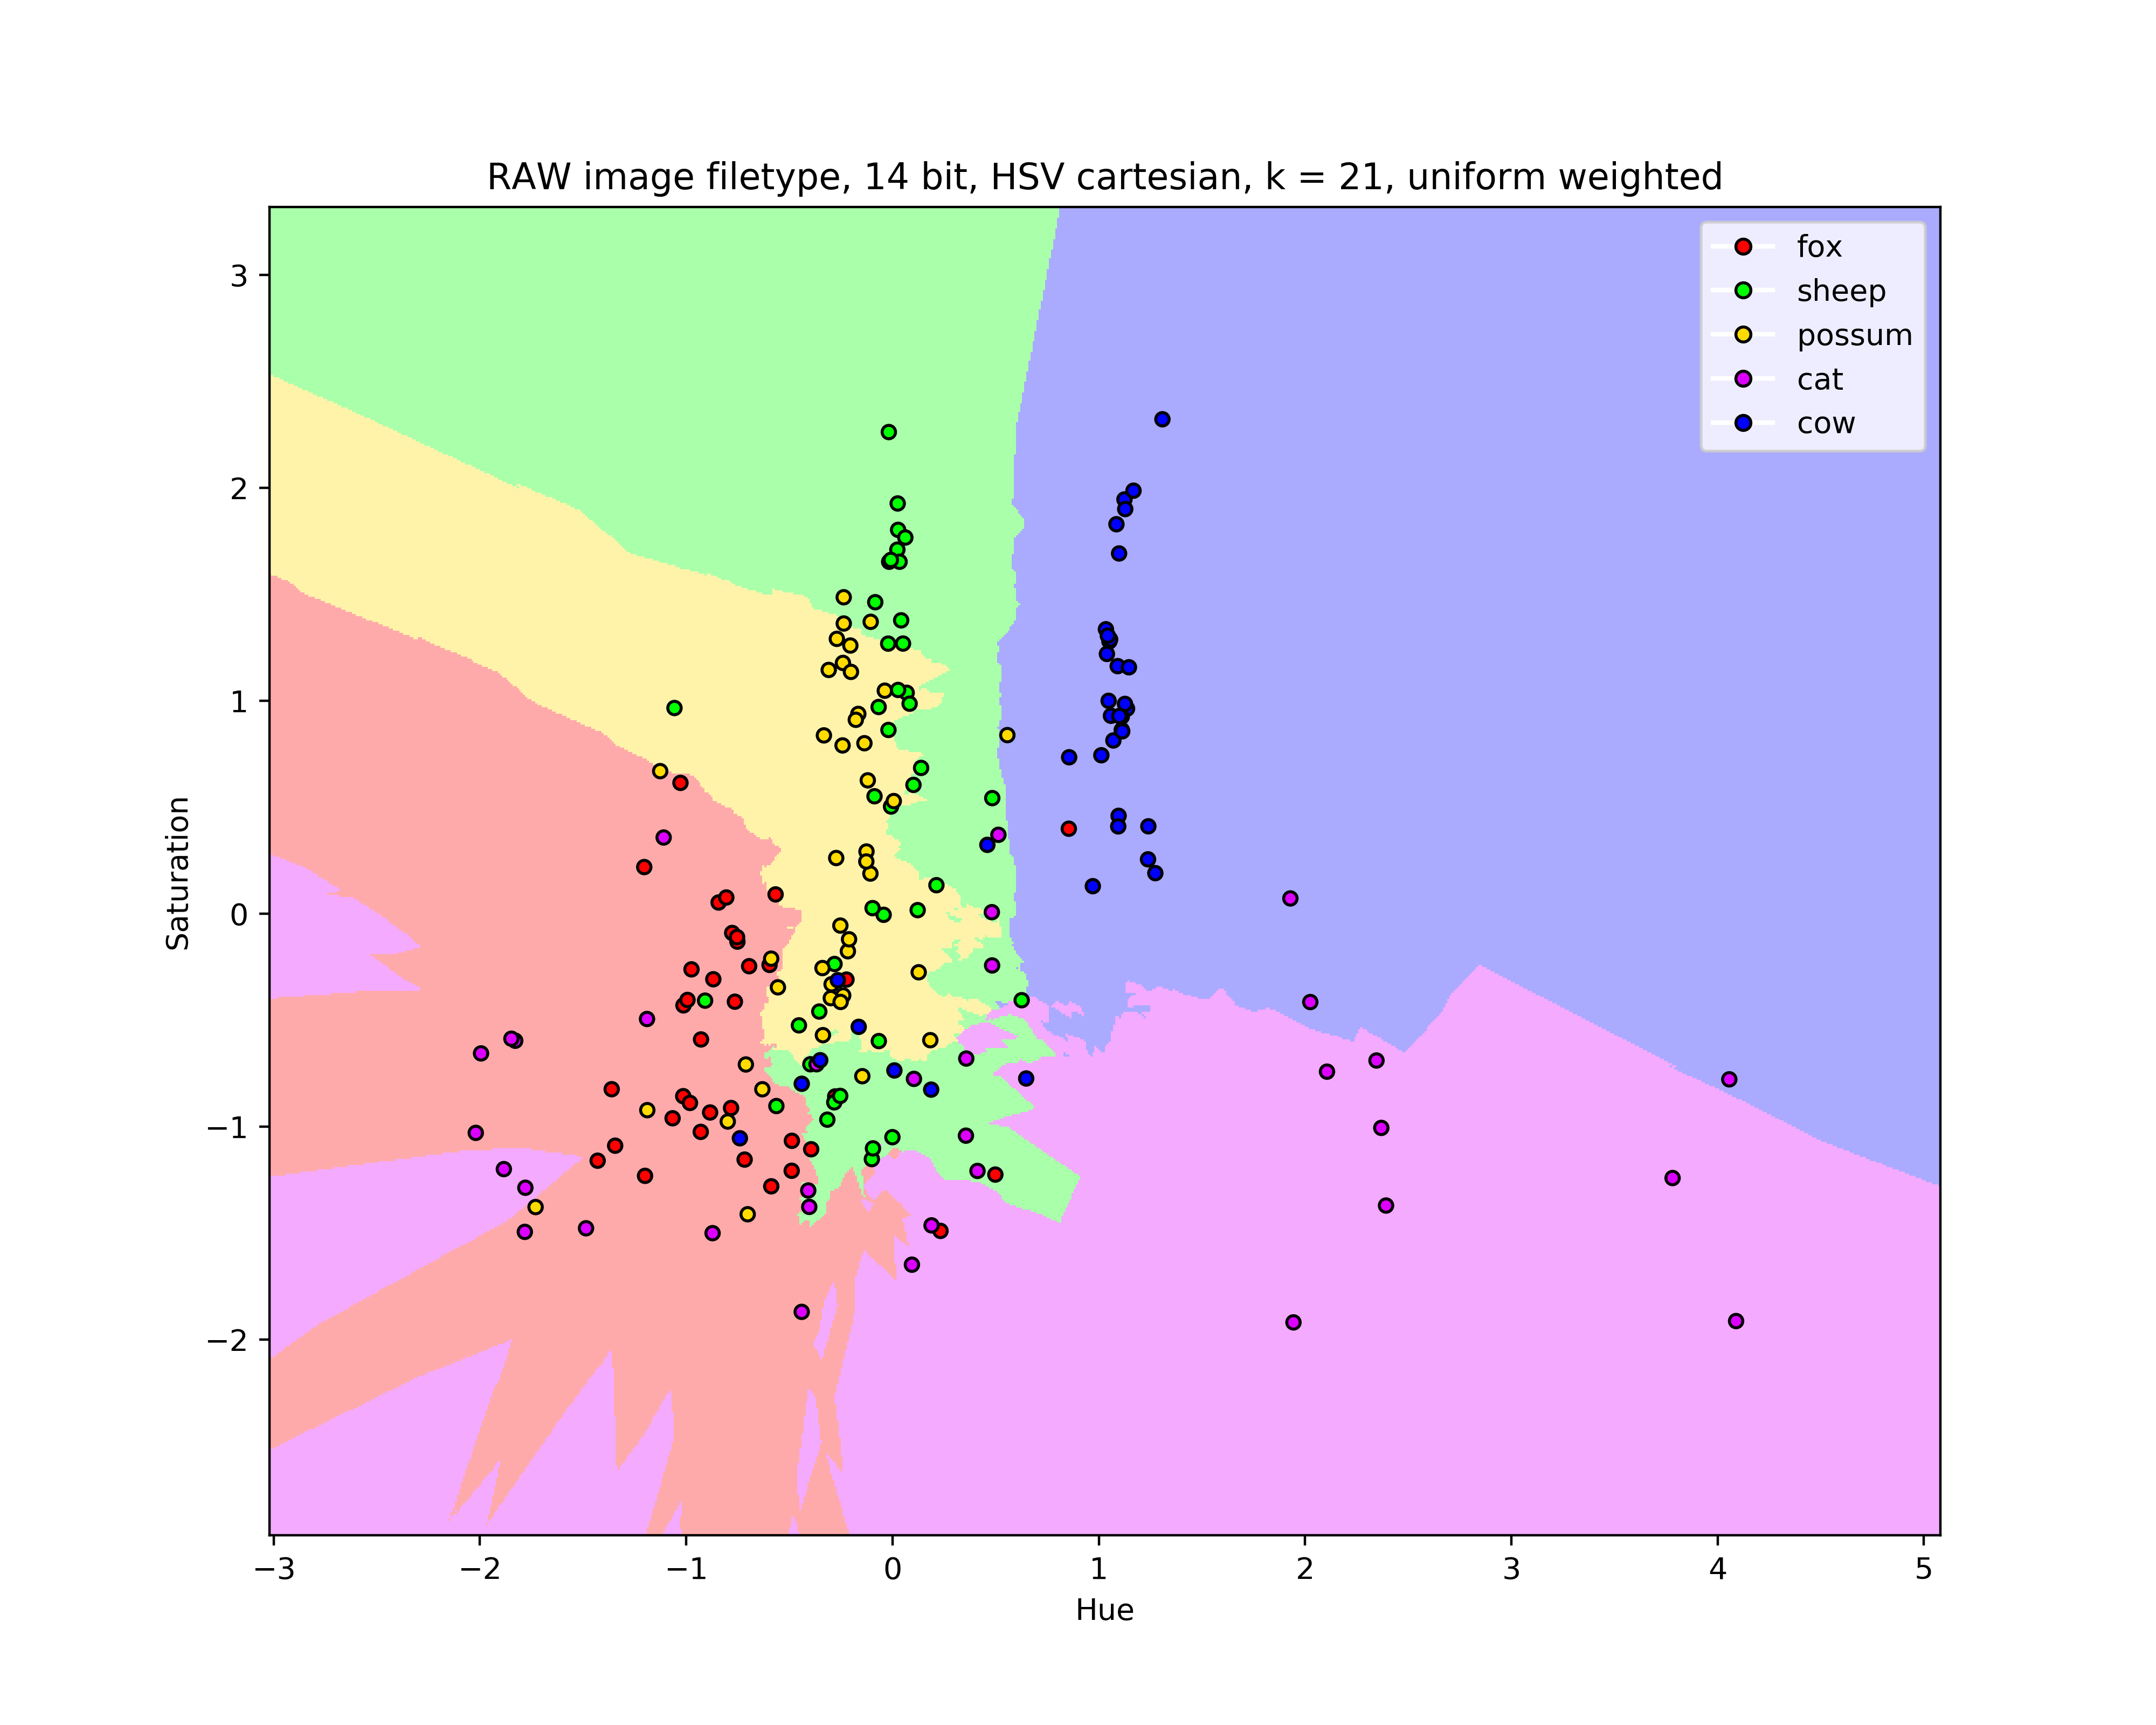 RAW image filetype, 14 bit, HSV cartesian, k = 21, uniform weighted
fox
sheep
possum
cat
cow
3
2
1
0
−1
−2
Saturation
−3
−2
−1
0
1
2
3
4
5
Hue